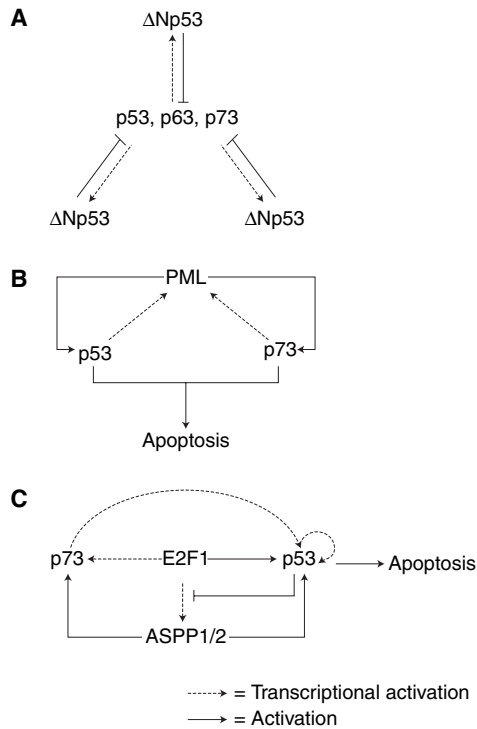 A
ΔNp53
p53, p63, p73
ΔNp53 ΔNp53
B
PML
p53 p73
Apoptosis
C
p73 E2F1 p53 Apoptosis
ASPP1/2
= Transcriptional activation
= Activation